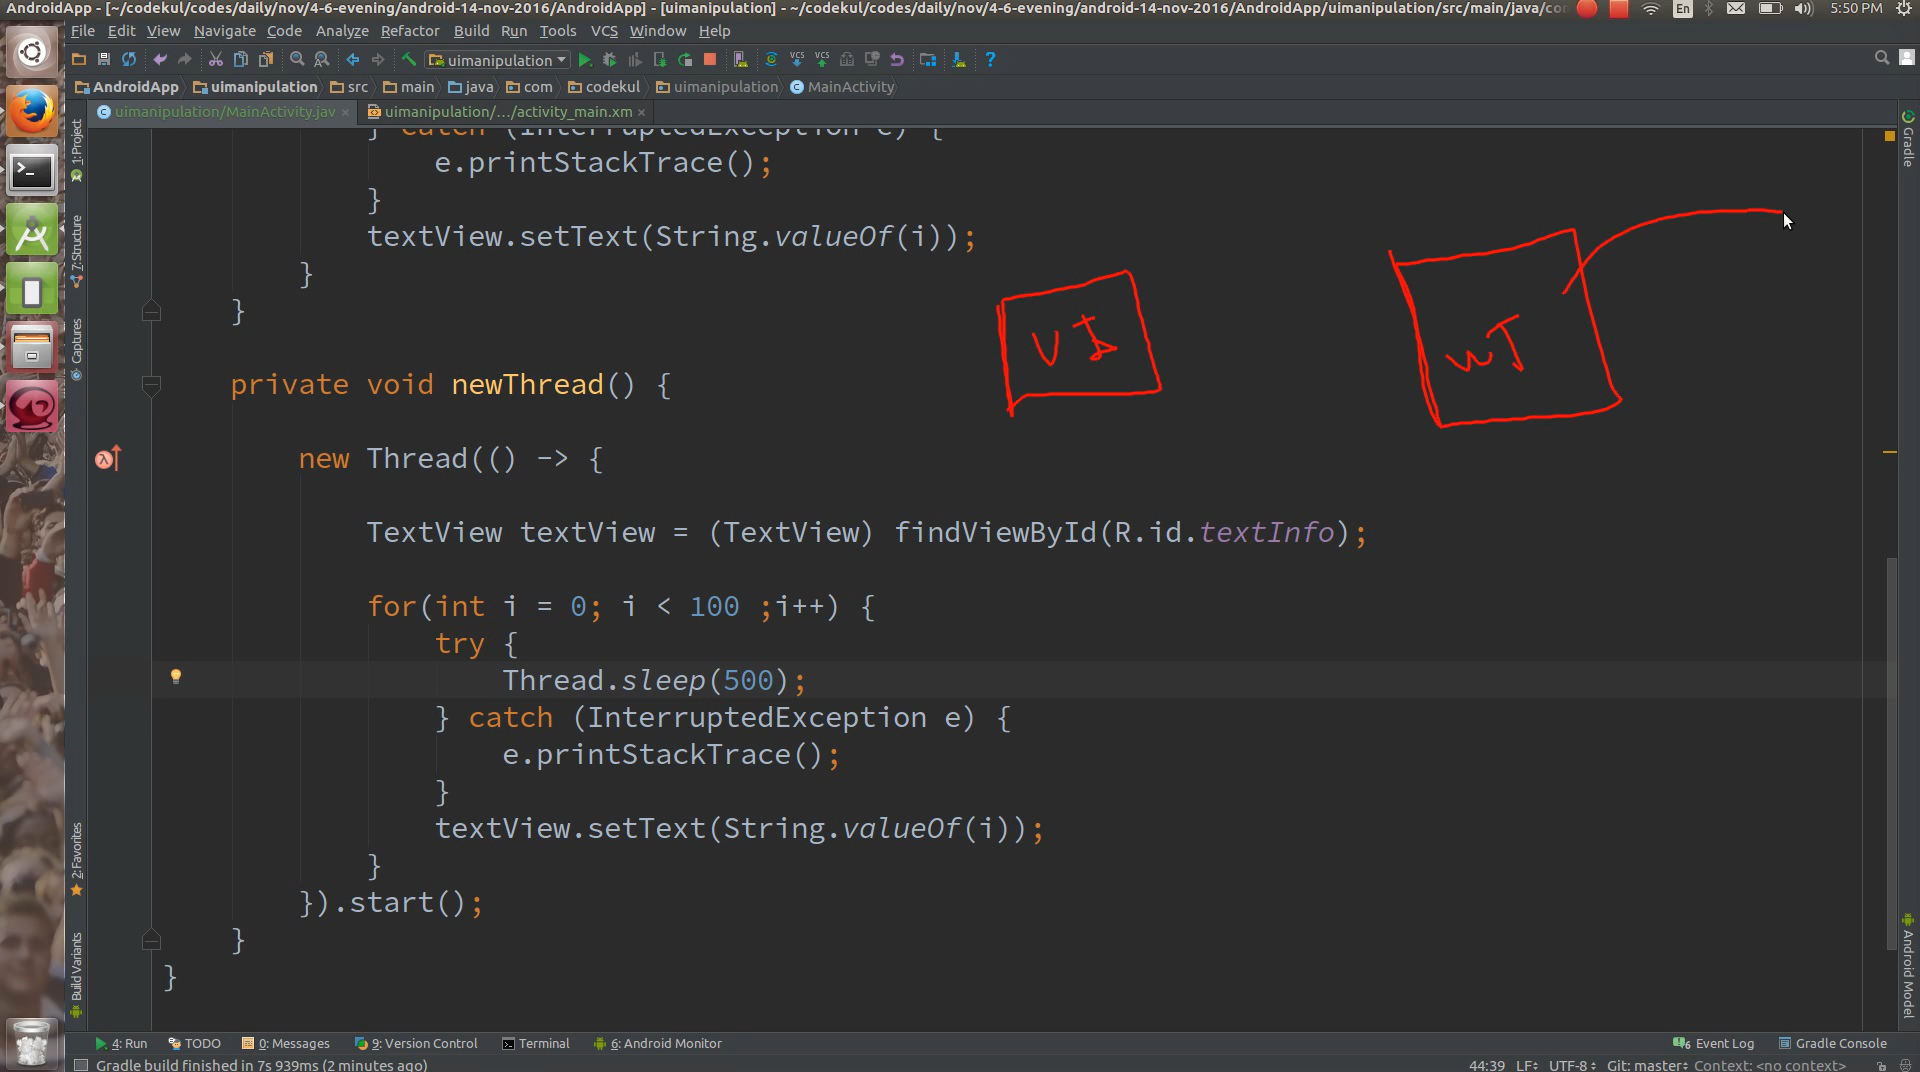 AndroidApp - [~/codekul/codes/daily/nov/4-6-evening/android-14-nov-2016/AndroidApp] - [uimanipulation] - ~/codekul/codes/daily/nov/4-6-evening/android-14-nov-2016/AndroidApp/uimanipulation/src/main/java/co
En
5:50 PM
File Edit View Navigate Code Analyze Refactor Build Run Tools VCS Window Help
uimanipulation
AndroidApp uimanipulation src main java com codekul uimanipulation MainActivity
uimanipulation/MainActivity.jav uimanipulation/.../activity_main.xm
} catch (InterruptedException e) {
e.printStackTrace();
}
textView.setText(String.valueOf(i));
}
}
private void newThread() {
new Thread(() -> {
TextView textView = (TextView) findViewById(R.id.textInfo);
for(int i = 0; i < 100 ;i++) {
try {
Thread.sleep(500);
} catch (InterruptedException e) {
e.printStackTrace();
}
textView.setText(String.valueOf(i));
}
}).start();
}
}
UI
WT
1: Project
7: Structure
Captures
2: Favorites
Build Variants
Gradle
Android Model
4: Run TODO 0: Messages 9: Version Control Terminal 6: Android Monitor
6 Event Log Gradle Console
Gradle build finished in 7s 939ms (2 minutes ago)
44:39 LF UTF-8 Git: master Context: <no context>